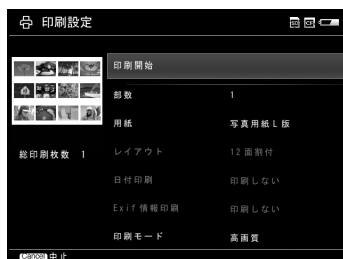 印刷設定
SD CF
印刷開始
部数 1
用紙 写真用紙L版
総印刷枚数 1
レイアウト 12面割付
日付印刷 印刷しない
Exif情報印刷 印刷しない
印刷モード 高画質
Cancel 中止